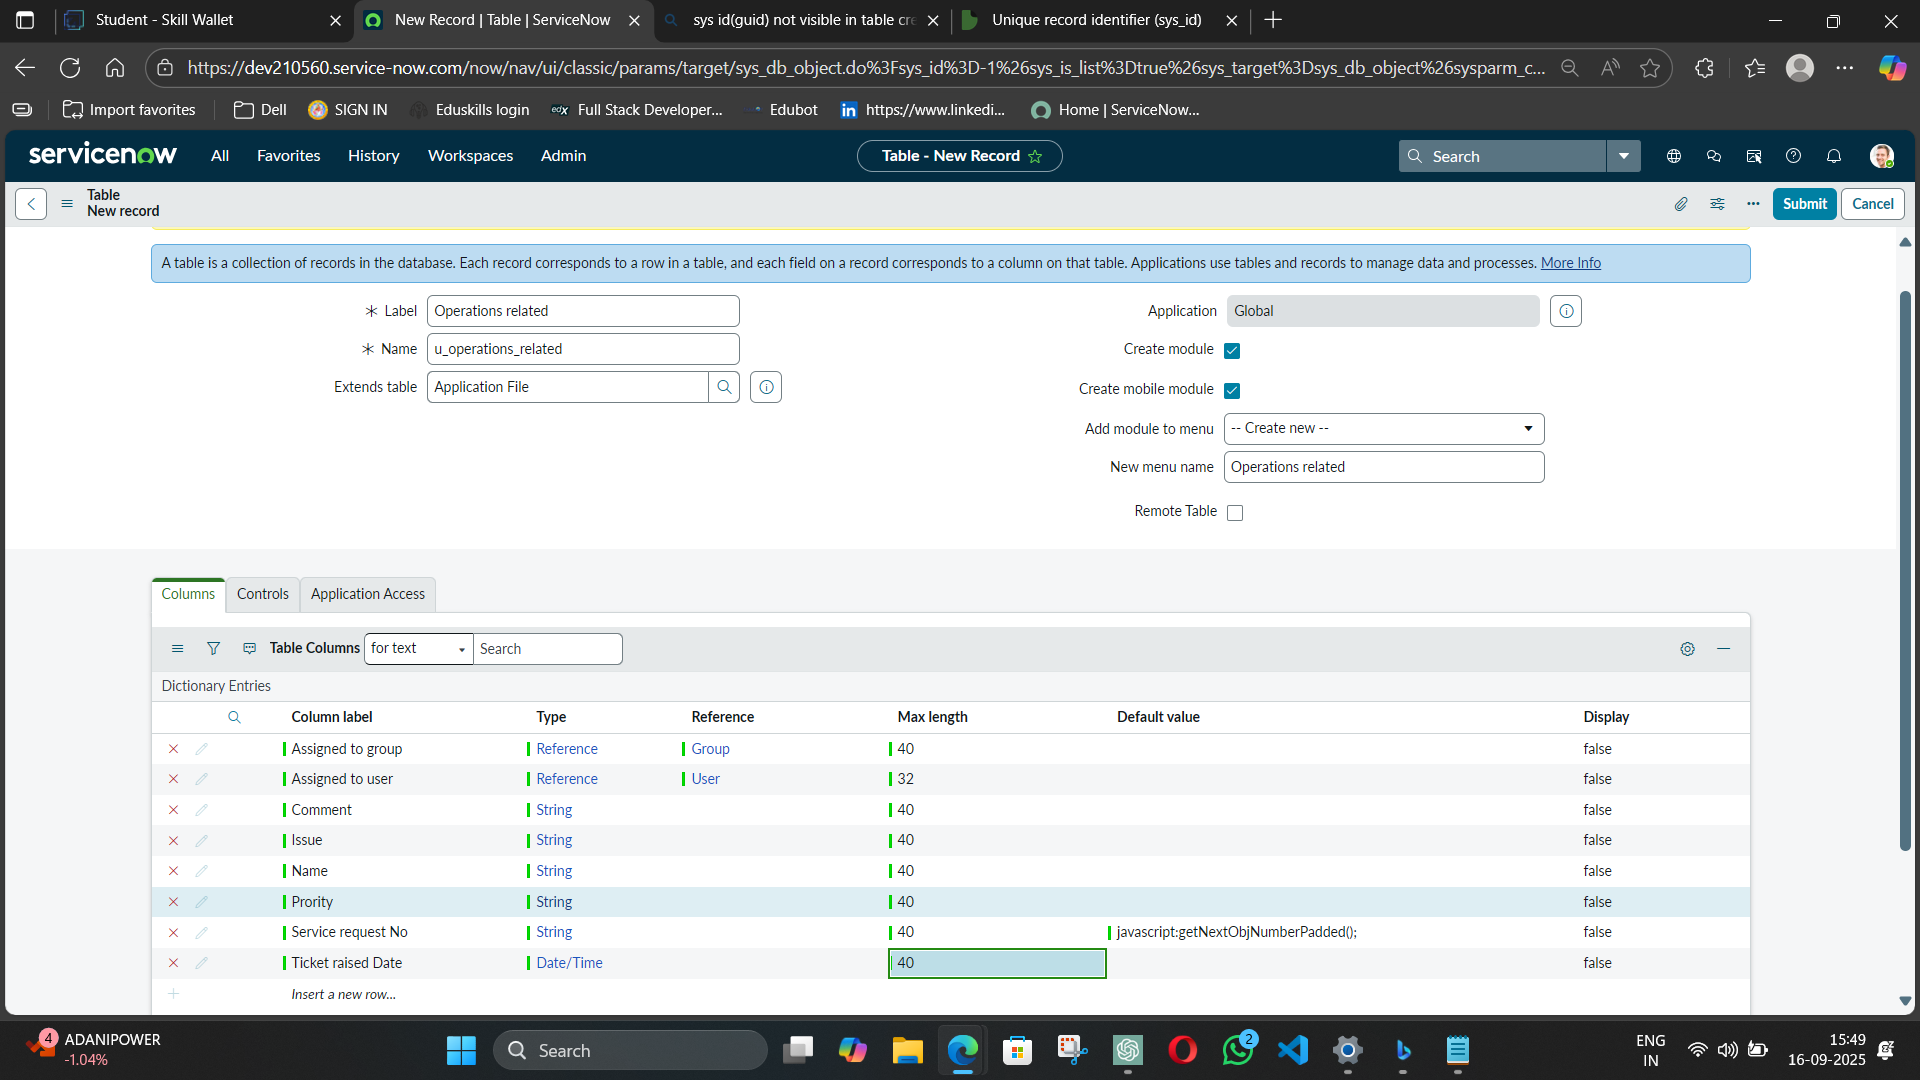 Student - Skill Wallet
New Record | Table | ServiceNow
sys id(guid) not visible in table cre
Unique record identifier (sys_id)
https://dev210560.service-now.com/now/nav/ui/classic/params/target/sys_db_object.do%3Fsys_id%3D-1%26sys_is_list%3Dtrue%26sys_target%3Dsys_db_object%26sysparm_c...
Import favorites
Dell
SIGN IN
Eduskills login
edX
Full Stack Developer...
Edubot
in
https://www.linkedi...
Home | ServiceNow...
servicenow
All
Favorites
History
Workspaces
Admin
Table - New Record
Search
Table
New record
Submit
Cancel
A table is a collection of records in the database. Each record corresponds to a row in a table, and each field on a record corresponds to a column on that table. Applications use tables and records to manage data and processes. More Info
Label
Operations related
Application
Global
Name
u_operations_related
Create module
Extends table
Application File
Create mobile module
Add module to menu
-- Create new --
New menu name
Operations related
Remote Table
Columns
Controls
Application Access
Table Columns
for text
Search
Dictionary Entries
Column label Type Reference Max length Default value Display
Assigned to group Reference Group 40 false
Assigned to user Reference User 32 false
Comment String 40 false
Issue String 40 false
Name String 40 false
Prority String 40 false
Service request No String 40 javascript:getNextObjNumberPadded(); false
Ticket raised Date Date/Time 40 false
Insert a new row...
4
ADANIPOWER
-1.04%
Search
2
ENG
IN
15:49
16-09-2025